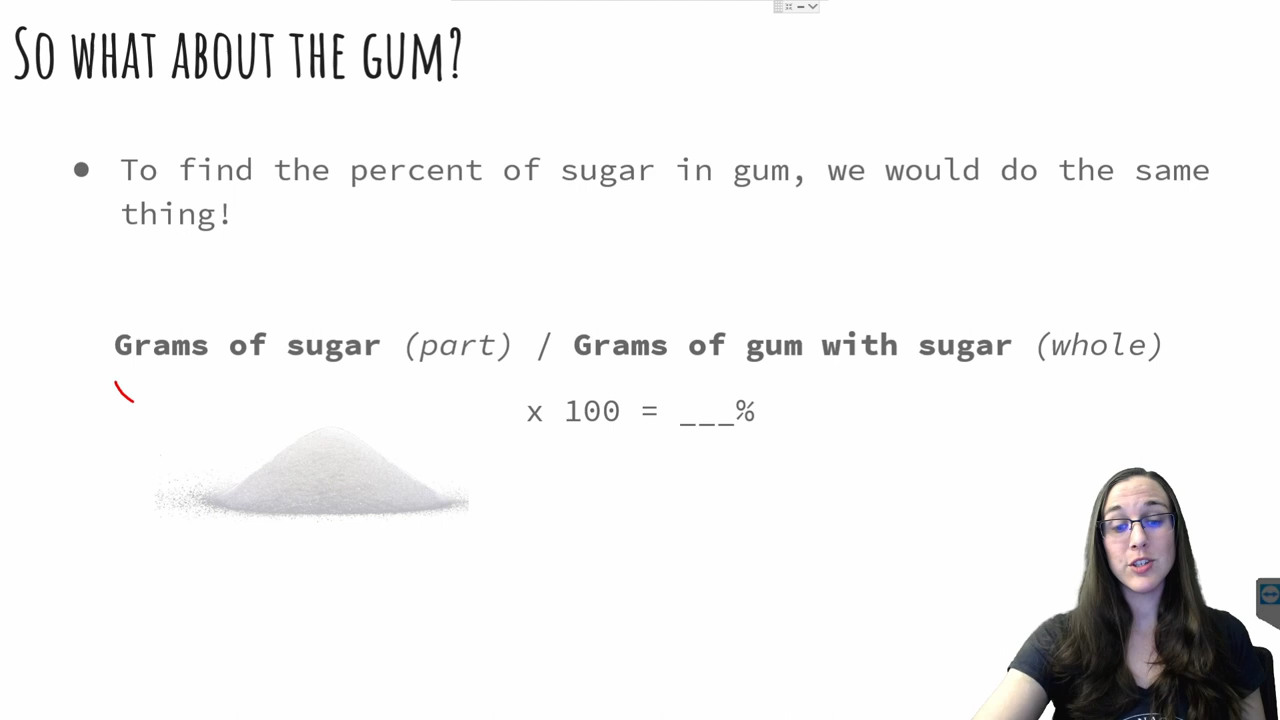 So what about the gum?
● To find the percent of sugar in gum, we would do the same
thing!
Grams of sugar (part) / Grams of gum with sugar (whole)
x 100 = ___%